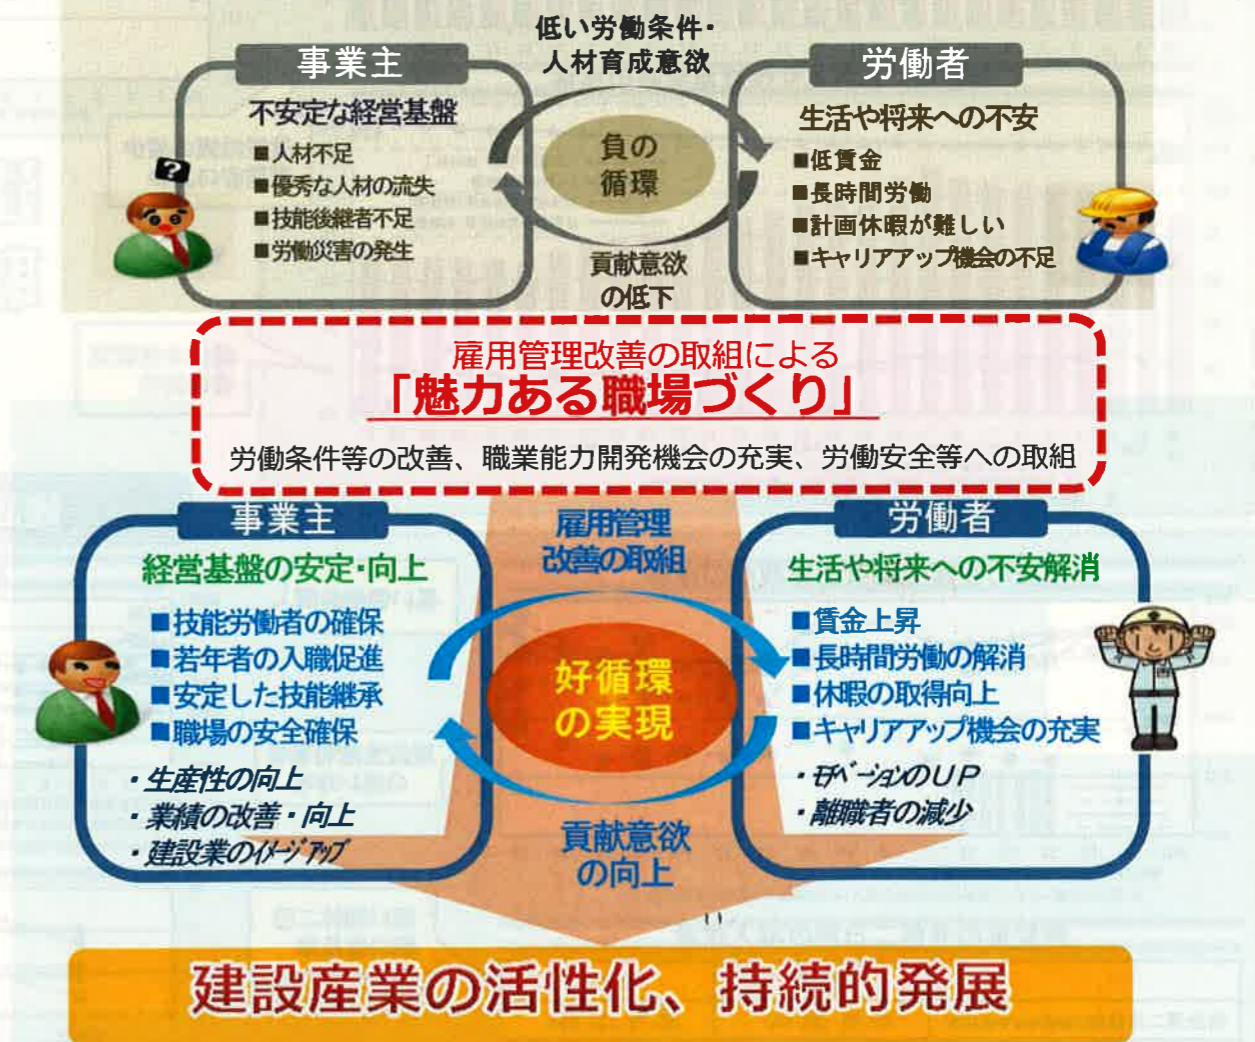 低い労働条件・
人材育成意欲
事業主
不安定な経営基盤
■人材不足
■優秀な人材の流失
■技能後継者不足
■労働災害の発生
?
負の
循環
貢献意欲
の低下
労働者
生活や将来への不安
■低賃金
■長時間労働
■計画休暇が難しい
■キャリアアップ機会の不足
雇用管理改善の取組による
「魅力ある職場づくり」
労働条件等の改善、職業能力開発機会の充実、労働安全等への取組
事業主
経営基盤の安定・向上
■技能労働者の確保
■若年者の入職促進
■安定した技能継承
■職場の安全確保
・生産性の向上
・業績の改善・向上
・建設業のイメージアップ
雇用管理
改善の取組
好循環
の実現
貢献意欲
の向上
労働者
生活や将来への不安解消
■賃金上昇
■長時間労働の解消
■休暇の取得向上
■キャリアアップ機会の充実
・モチベーションのUP
・離職者の減少
建設産業の活性化、持続的発展